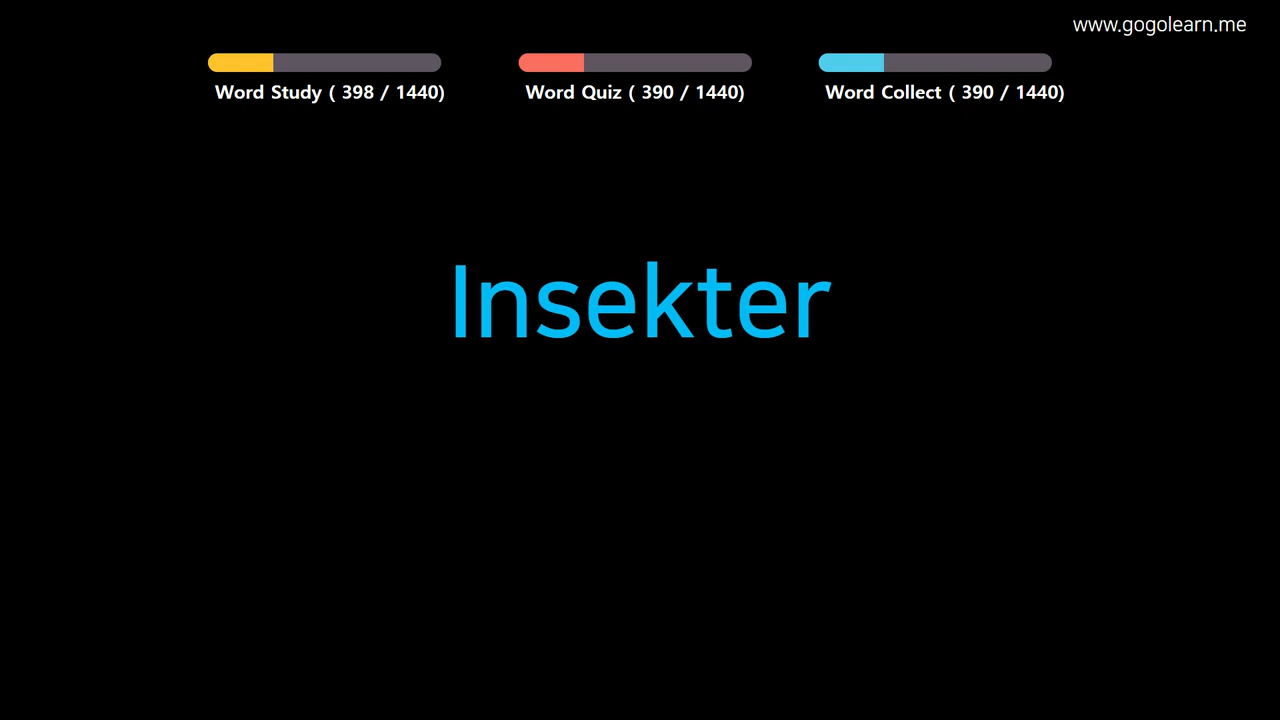 www.gogolearn.me
Word Study ( 398 / 1440)
Word Quiz ( 390 / 1440)
Word Collect ( 390 / 1440)
Insekter